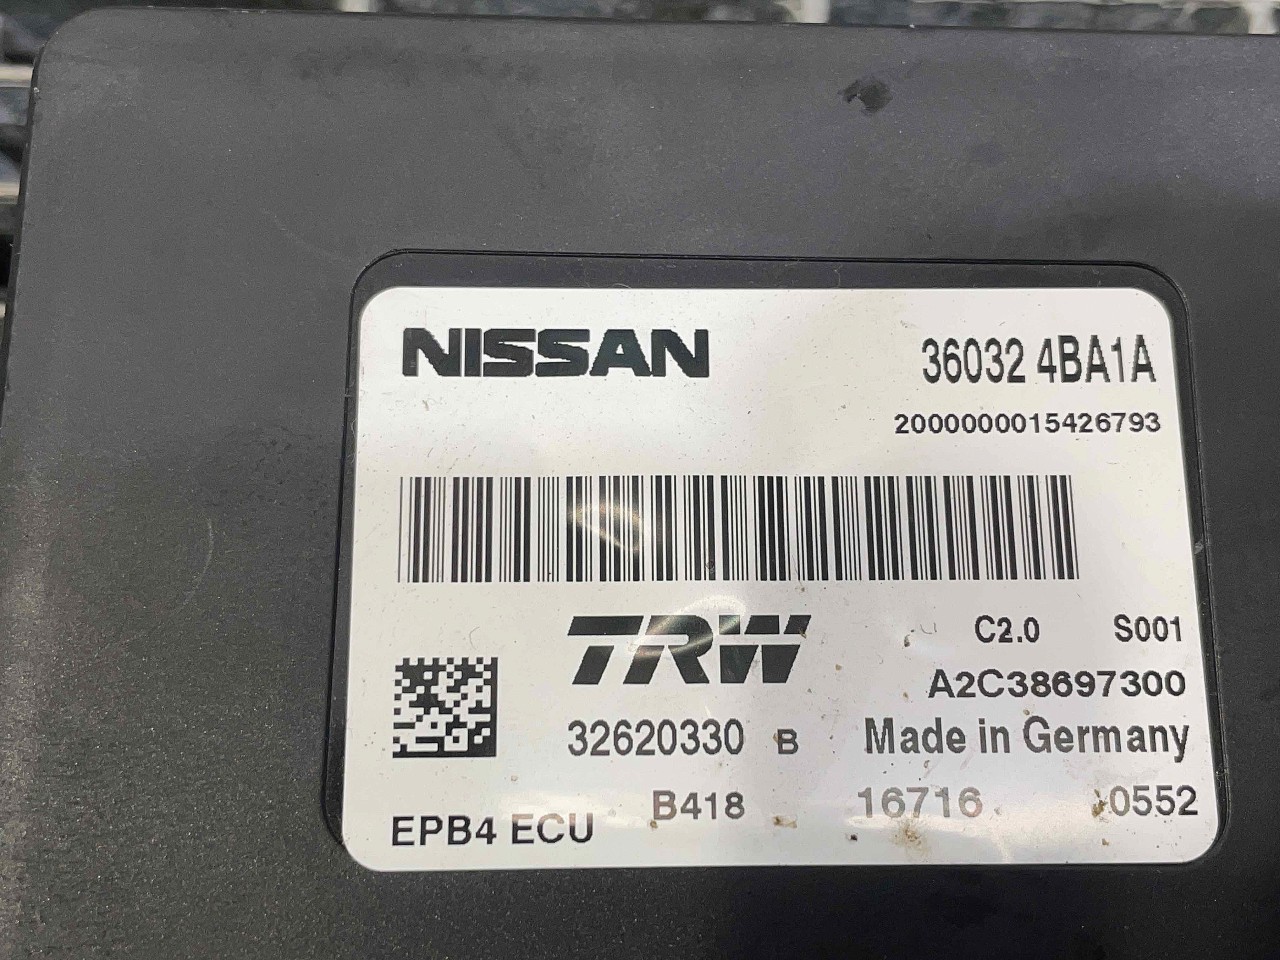 NISSAN
36032 4BA1A
2000000015426793
TRW
C2.0 S001
A2C38697300
32620330 B
Made in Germany
B418 16716 0552
EPB4 ECU